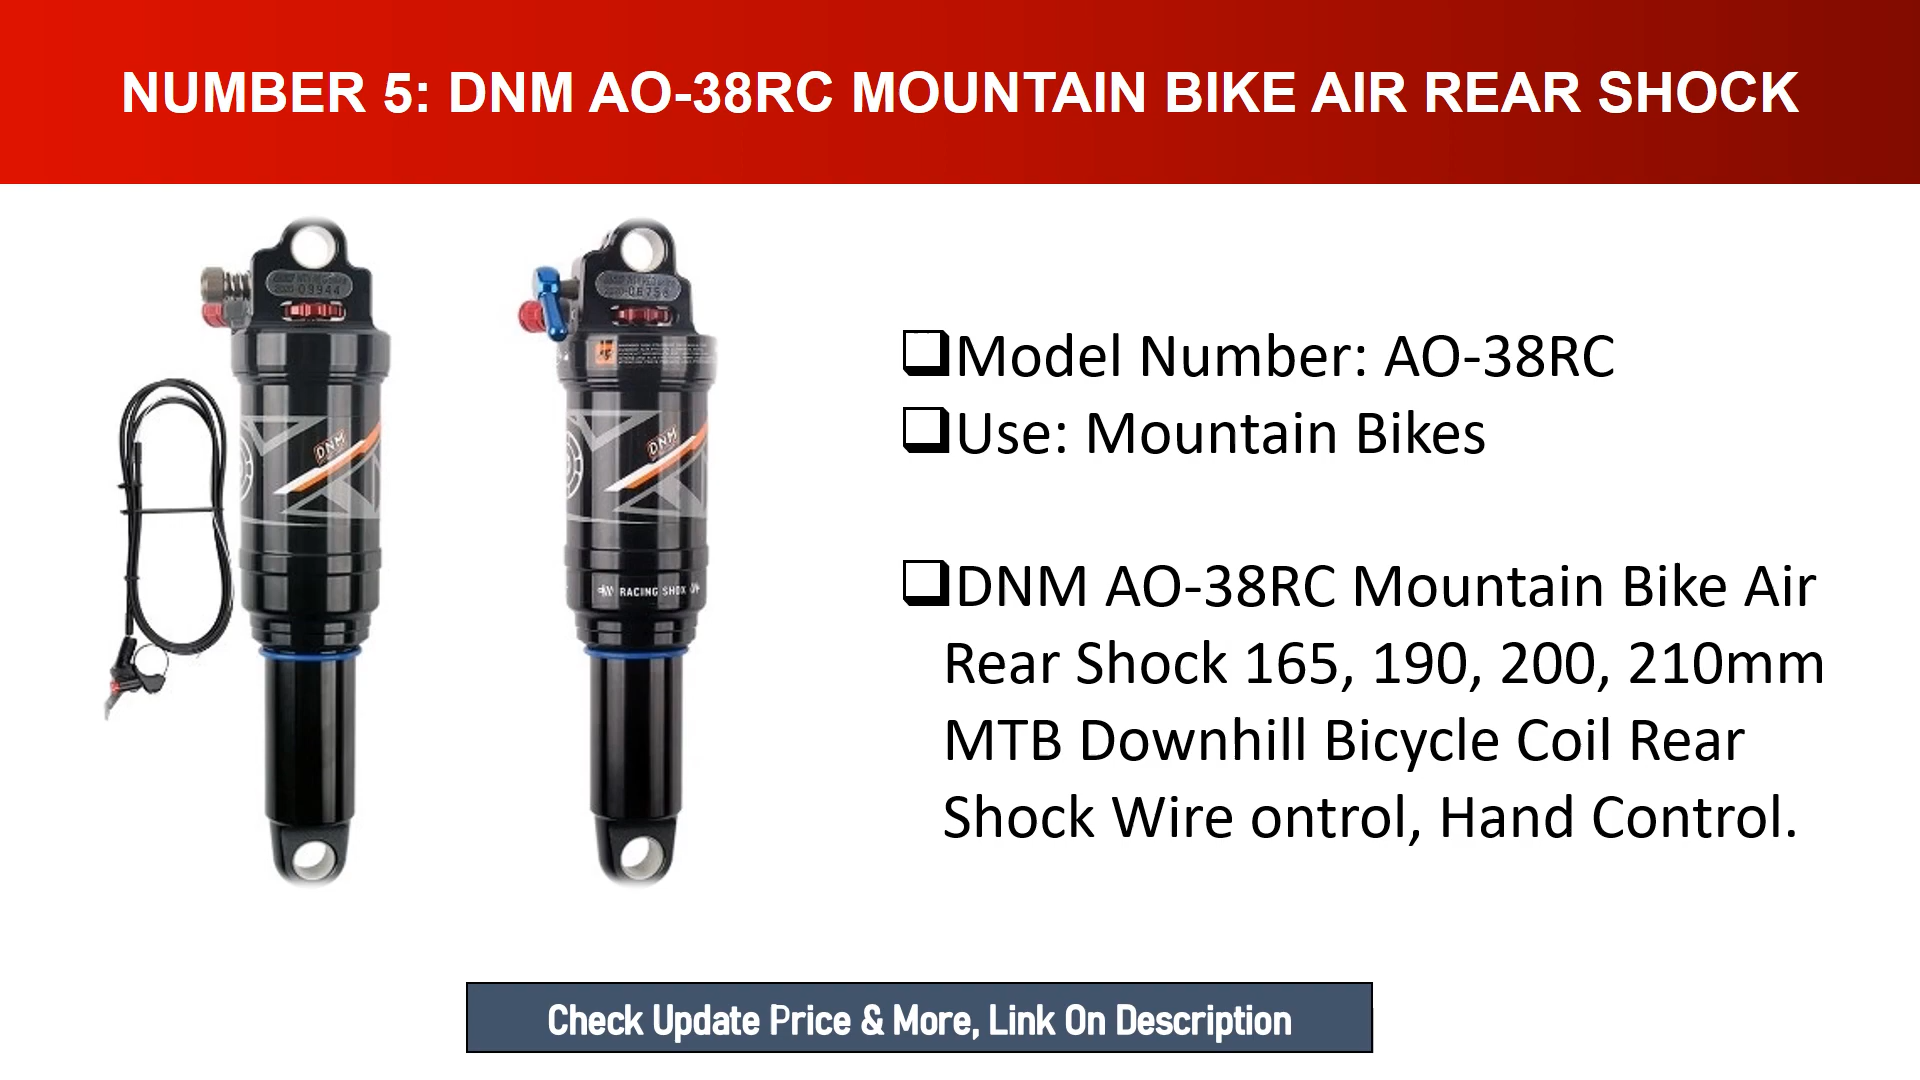 NUMBER 5: DNM AO-38RC MOUNTAIN BIKE AIR REAR SHOCK
DNM
DNM
RACING SHOX
Model Number: AO-38RC
Use: Mountain Bikes
DNM AO-38RC Mountain Bike Air
Rear Shock 165, 190, 200, 210mm
MTB Downhill Bicycle Coil Rear
Shock Wire ontrol, Hand Control.
Check Update Price & More, Link On Description